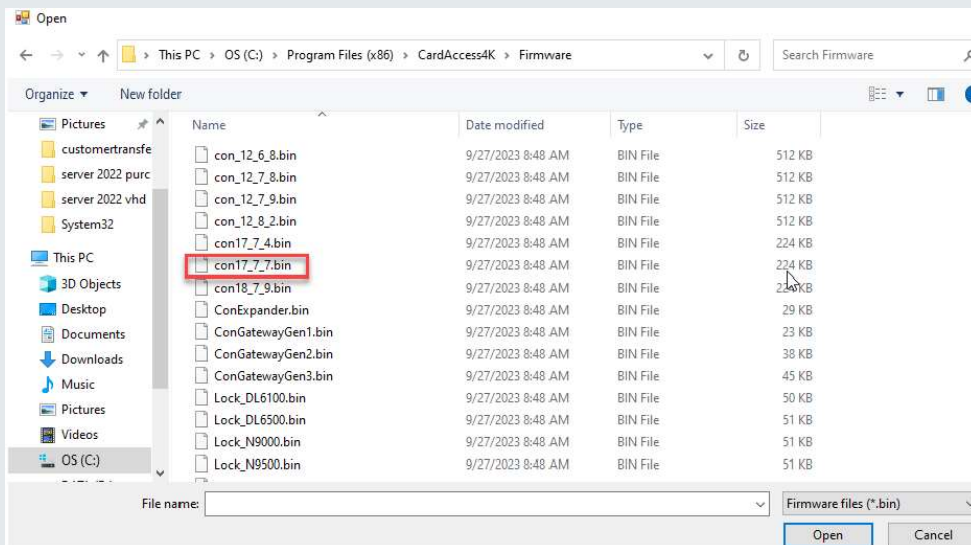 Open
This PC > OS (C:) > Program Files (x86) > CardAccess4K > Firmware
Search Firmware
Organize
New folder
Pictures
customertransfe
server 2022 purc
server 2022 vhd
System32
This PC
3D Objects
Desktop
Documents
Downloads
Music
Pictures
Videos
OS (C:)
Name Date modified Type Size
con_12_6_8.bin 9/27/2023 8:48 AM BIN File 512 KB
con_12_7_8.bin 9/27/2023 8:48 AM BIN File 512 KB
con_12_7_9.bin 9/27/2023 8:48 AM BIN File 512 KB
con_12_8_2.bin 9/27/2023 8:48 AM BIN File 512 KB
con17_7_4.bin 9/27/2023 8:48 AM BIN File 224 KB
con17_7_7.bin 9/27/2023 8:48 AM BIN File 224 KB
con18_7_9.bin 9/27/2023 8:48 AM BIN File KB
ConExpander.bin 9/27/2023 8:48 AM BIN File 29 KB
ConGatewayGen1.bin 9/27/2023 8:48 AM BIN File 23 KB
ConGatewayGen2.bin 9/27/2023 8:48 AM BIN File 38 KB
ConGatewayGen3.bin 9/27/2023 8:48 AM BIN File 45 KB
Lock_DL6100.bin 9/27/2023 8:48 AM BIN File 50 KB
Lock_DL6500.bin 9/27/2023 8:48 AM BIN File 51 KB
Lock_N9000.bin 9/27/2023 8:48 AM BIN File 51 KB
Lock_N9500.bin 9/27/2023 8:48 AM BIN File 51 KB
File name:
Firmware files (*.bin)
Open
Cancel